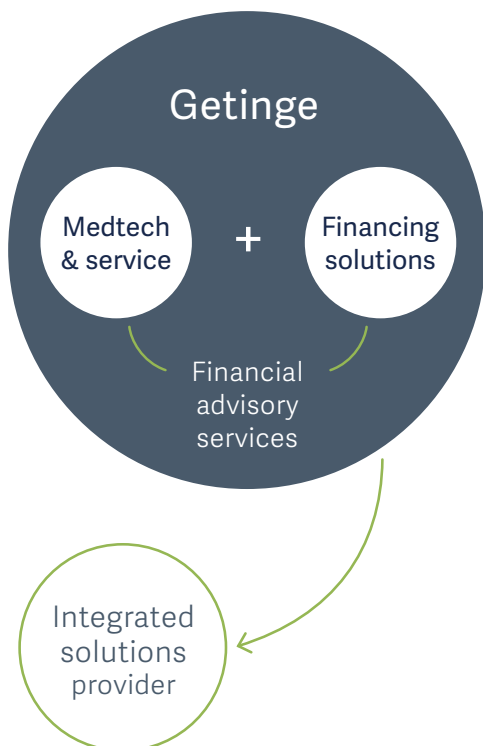 Getinge
Medtech
& service
+
Financing
solutions
Financial
advisory
services
Integrated
solutions
provider